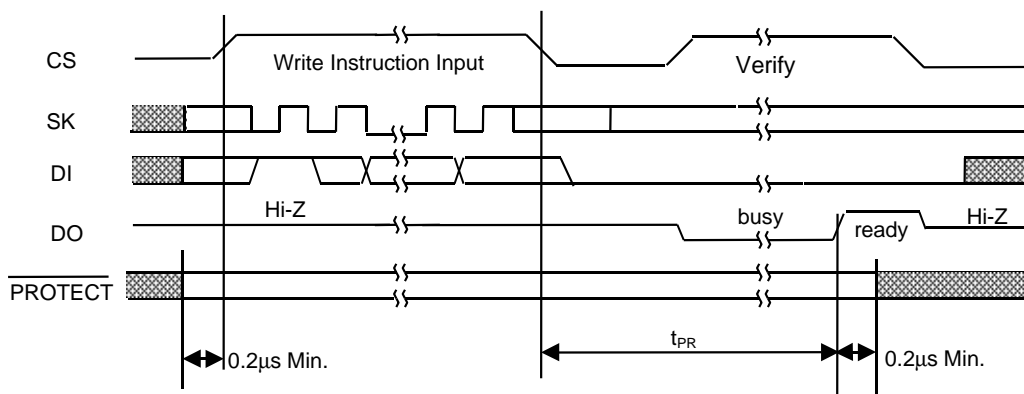 CS
Write Instruction Input
Verify
SK
DI
Hi-Z
DO
busy
ready
Hi-Z
PROTECT
0.2μs Min.
tPR
0.2μs Min.